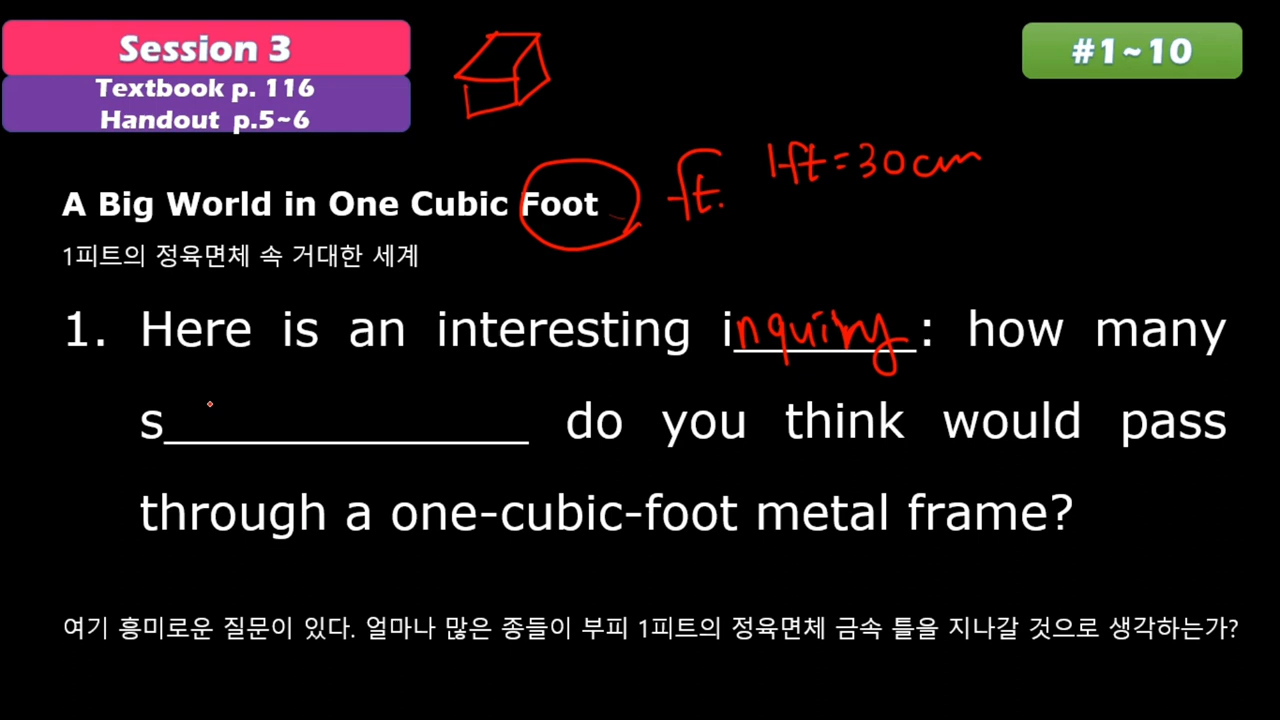 Session 3
#1~10
Textbook p. 116
Handout p.5~6
1ft=30cm
A Big World in One Cubic Foot ft.
1피트의 정육면체 속 거대한 세계
1. Here is an interesting inquiry: how many
s_______________ do you think would pass
through a one-cubic-foot metal frame?
여기 흥미로운 질문이 있다. 얼마나 많은 종들이 부피 1피트의 정육면체 금속 틀을 지나갈 것으로 생각하는가?